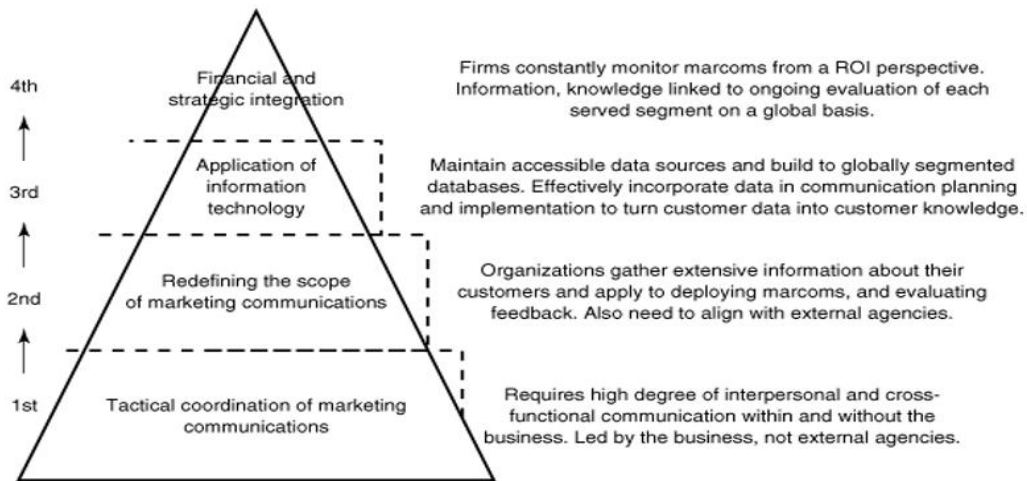 4th
Financial and
strategic integration
Firms constantly monitor marcoms from a ROI perspective.
Information, knowledge linked to ongoing evaluation of each
served segment on a global basis.
3rd
Application of
information
technology
Maintain accessible data sources and build to globally segmented
databases. Effectively incorporate data in communication planning
and implementation to turn customer data into customer knowledge.
2nd
Redefining the scope
of marketing communications
Organizations gather extensive information about their
customers and apply to deploying marcoms, and evaluating
feedback. Also need to align with external agencies.
1st
Tactical coordination of marketing
communications
Requires high degree of interpersonal and cross-
functional communication within and without the
business. Led by the business, not external agencies.